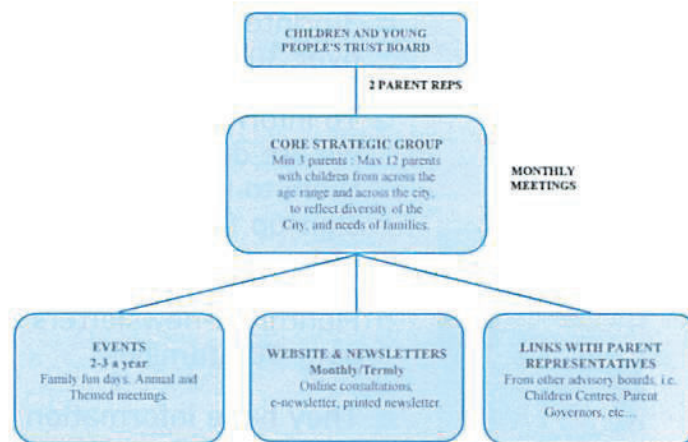 CHILDREN AND YOUNG
PEOPLE'S TRUST BOARD
2 PARENT REPS
CORE STRATEGIC GROUP
Min 3 parents : Max 12 parents
with children from across the
age range and across the city,
to reflect diversity of the
City, and needs of families.
MONTHLY
MEETINGS
EVENTS
2-3 a year
Family fun days. Annual and
Themed meetings.
WEBSITE & NEWSLETTERS
Monthly/Termly
Online consultations,
e-newsletter, printed newsletter.
LINKS WITH PARENT
REPRESENTATIVES
From other advisory boards, i.e.
Children Centres, Parent
Governors, etc....